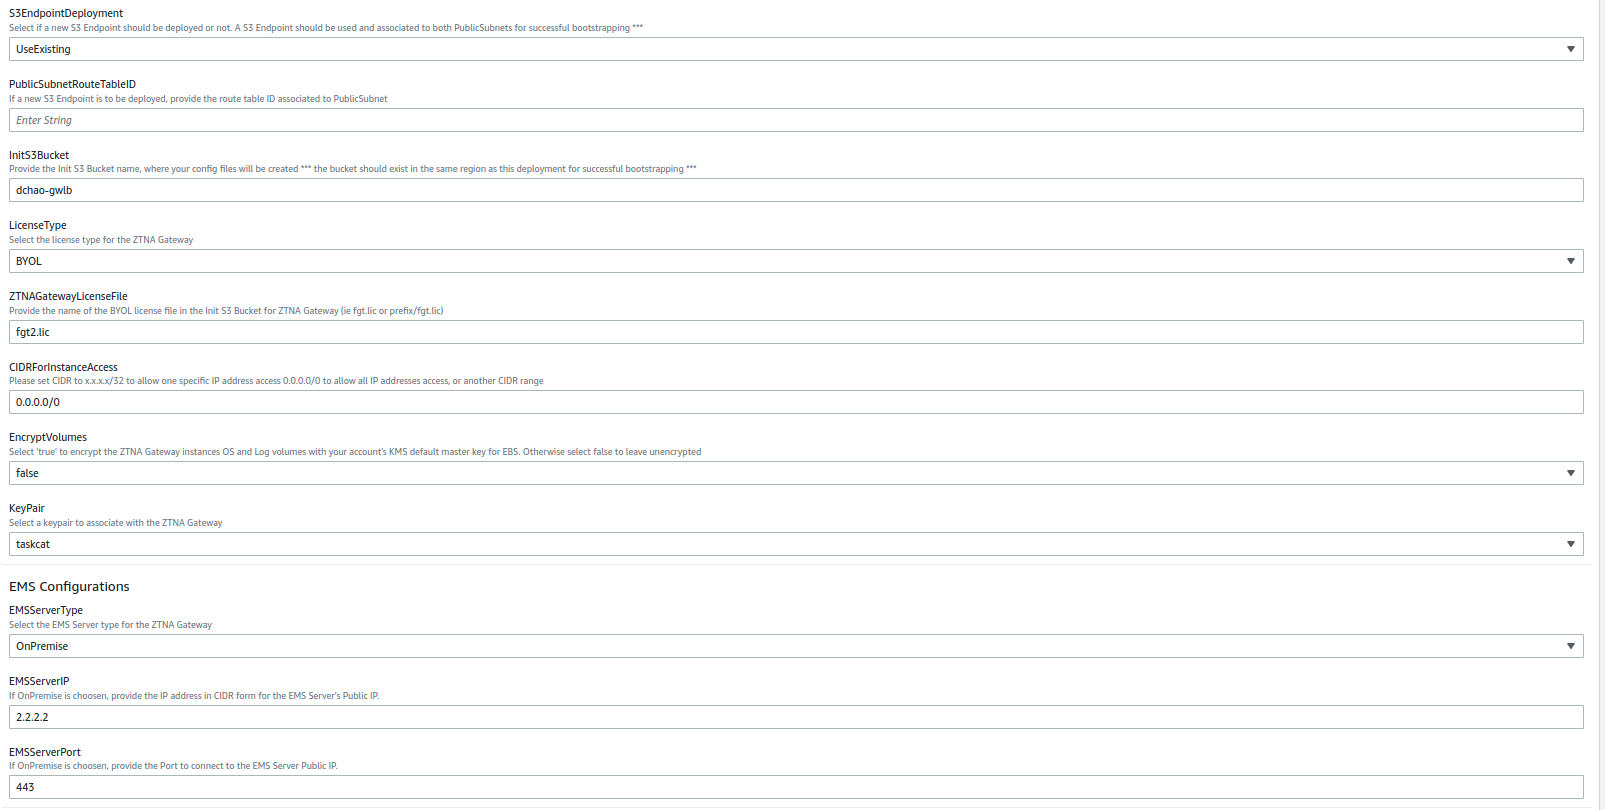 S3EndpointDeployment
Select if a new S3 Endpoint should be deployed or not. A S3 Endpoint should be used and associated to both PublicSubnets for successful bootstrapping ***
UseExisting
PublicSubnetRouteTableID
If a new S3 Endpoint is to be deployed, provide the route table ID associated to PublicSubnet
Enter String
InitS3Bucket
Provide the Init S3 Bucket name, where your config files will be created *** the bucket should exist in the same region as this deployment for successful bootstrapping ***
dchao-gwlb
LicenseType
Select the license type for the ZTNA Gateway
BYOL
ZTNAGatewayLicenseFile
Provide the name of the BYOL license file in the Init S3 Bucket for ZTNA Gateway (ie fgt.lic or prefix/fgt.lic)
fgt2.lic
CIDRForInstanceAccess
Please set CIDR to x.x.x.x/32 to allow one specific IP address access 0.0.0.0/0 to allow all IP addresses access, or another CIDR range
0.0.0.0/0
EncryptVolumes
Select 'true' to encrypt the ZTNA Gateway instances OS and Log volumes with your account's KMS default master key for EBS. Otherwise select false to leave unencrypted
false
KeyPair
Select a keypair to associate with the ZTNA Gateway
taskcat
EMS Configurations
EMSServerType
Select the EMS Server type for the ZTNA Gateway
OnPremise
EMSServerIP
If OnPremise is choosen, provide the IP address in CIDR form for the EMS Server's Public IP.
2.2.2.2
EMSServerPort
If OnPremise is choosen, provide the Port to connect to the EMS Server Public IP.
443